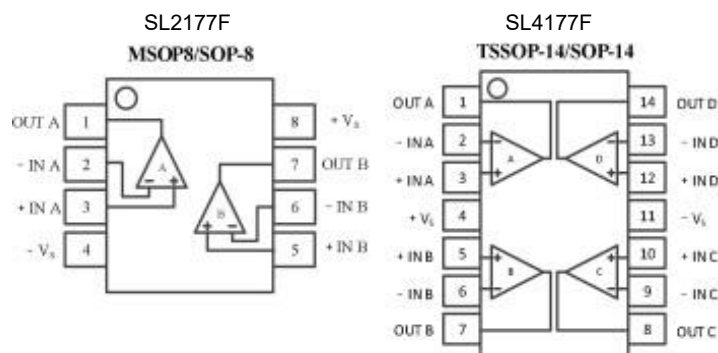 SL2177F
MSOP8/SOP-8
OUT A 1
8 + Vs
- IN A 2
7 OUT B
+ IN A 3
6 - IN B
- Vs 4
5 + IN B
A
- +
B
+ -
SL4177F
TSSOP-14/SOP-14
OUT A 1
14 OUT D
- IN A 2
13 - IN D
+ IN A 3
12 + IN D
+ Vs 4
11 - Vs
+ IN B 5
10 + IN C
- IN B 6
9 - IN C
OUT B 7
8 OUT C
- +
A
- +
D
+ -
B
+ -
C